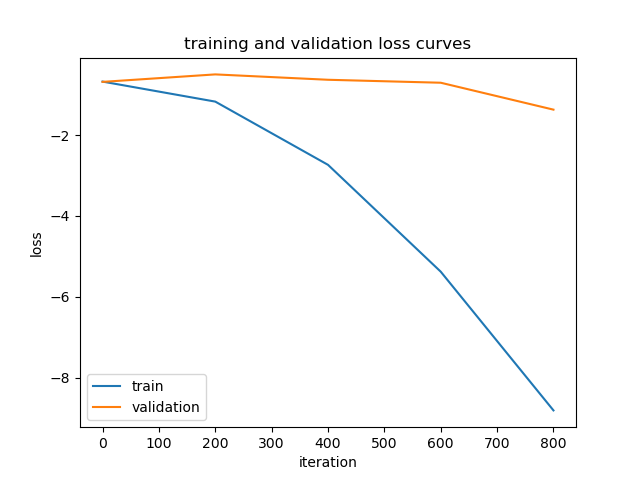 training and validation loss curves
loss
−2
−4
−6
−8
train
validation
0 100 200 300 400 500 600 700 800
iteration